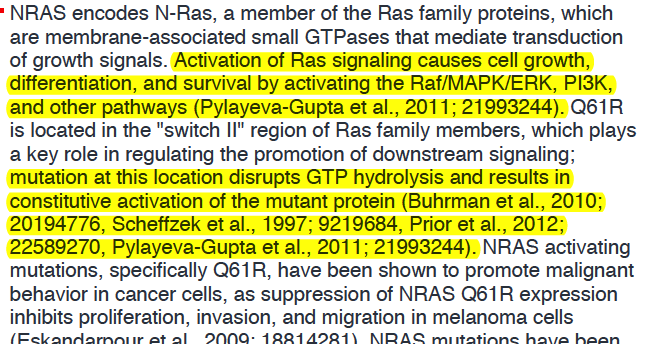 NRAS encodes N-Ras, a member of the Ras family proteins, which
are membrane-associated small GTPases that mediate transduction
of growth signals. Activation of Ras signaling causes cell growth,
differentiation, and survival by activating the Raf/MAPK/ERK, PI3K,
and other pathways (Pylayeva-Gupta et al., 2011; 21993244). Q61R
is located in the "switch II" region of Ras family members, which plays
a key role in regulating the promotion of downstream signaling;
mutation at this location disrupts GTP hydrolysis and results in
constitutive activation of the mutant protein (Buhrman et al., 2010;
20194776, Scheffzek et al., 1997; 9219684, Prior et al., 2012;
22589270, Pylayeva-Gupta et al., 2011; 21993244). NRAS activating
mutations, specifically Q61R, have been shown to promote malignant
behavior in cancer cells, as suppression of NRAS Q61R expression
inhibits proliferation, invasion, and migration in melanoma cells
(Eskandarpour et al., 2009; 18814281). NRAS mutations have been